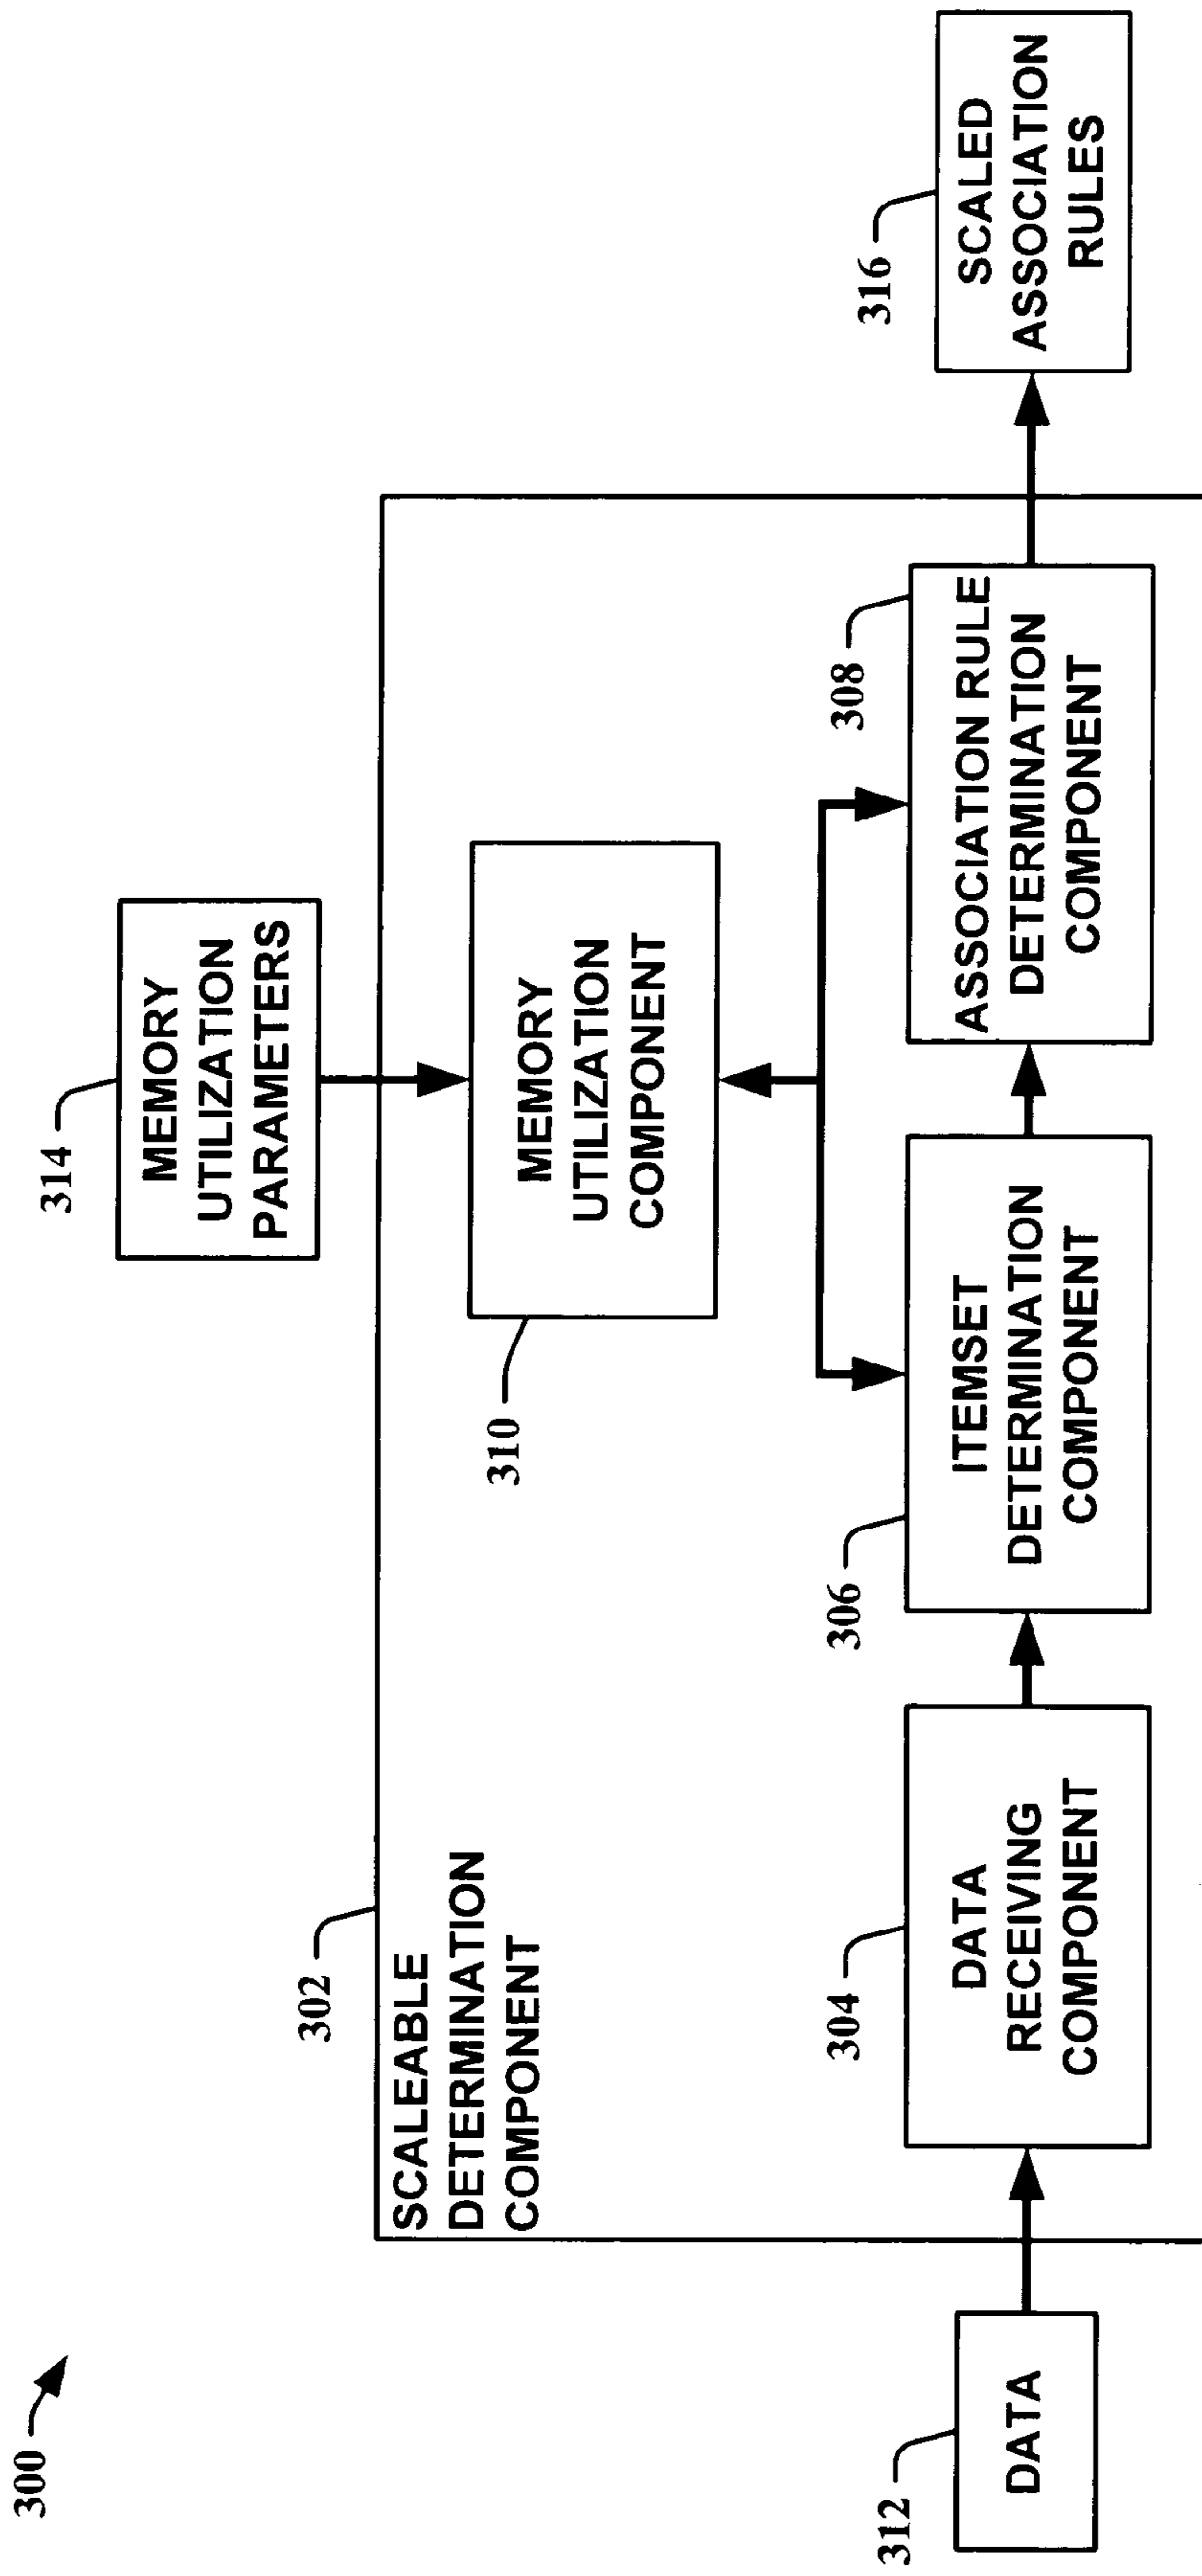 300
314
MEMORY
UTILIZATION
PARAMETERS
302
SCALEABLE
DETERMINATION
COMPONENT
310
MEMORY
UTILIZATION
COMPONENT
312
DATA
304
DATA
RECEIVING
COMPONENT
306
ITEMSET
DETERMINATION
COMPONENT
308
ASSOCIATION RULE
DETERMINATION
COMPONENT
316
SCALED
ASSOCIATION
RULES